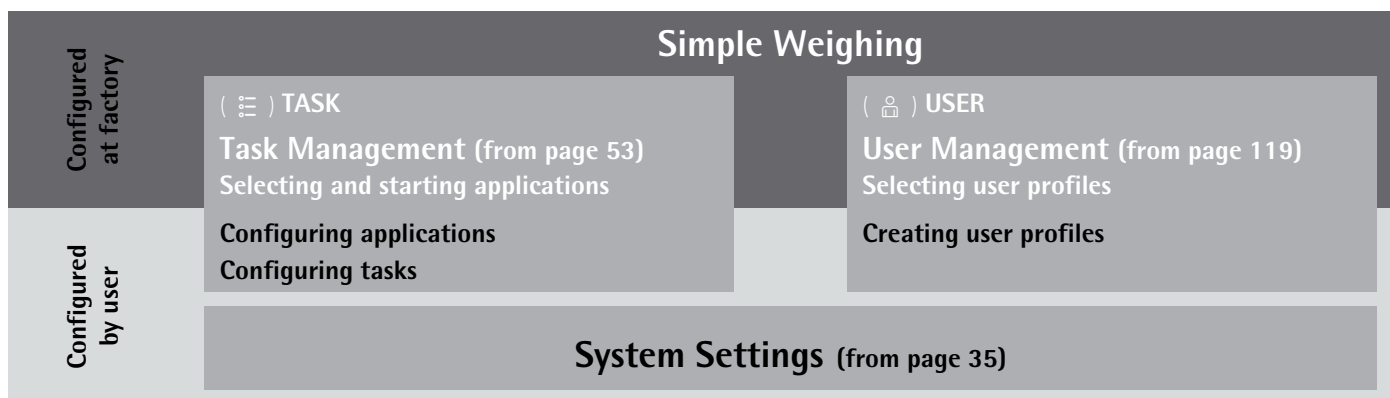 Configured
at factory
Simple Weighing
( ) TASK
Task Management (from page 53)
Selecting and starting applications
( ) USER
User Management (from page 119)
Selecting user profiles
Configured
by user
Configuring applications
Configuring tasks
Creating user profiles
System Settings (from page 35)